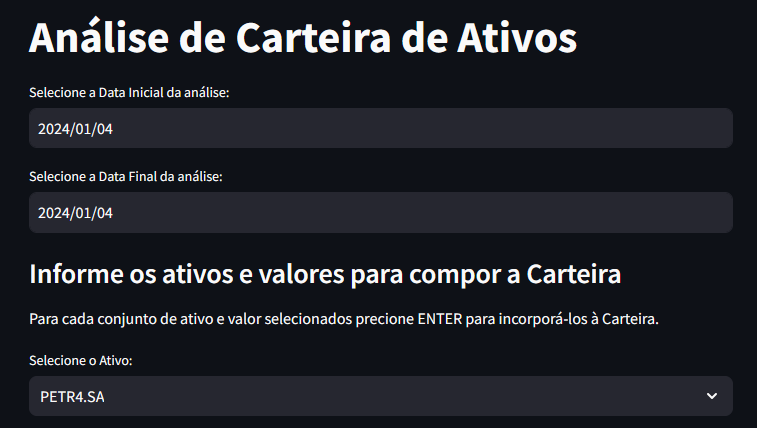 Análise de Carteira de Ativos
Selecione a Data Inicial da análise:
2024/01/04
Selecione a Data Final da análise:
2024/01/04
Informe os ativos e valores para compor a Carteira
Para cada conjunto de ativo e valor selecionados precione ENTER para incorporá-los à Carteira.
Selecione o Ativo:
PETR4.SA